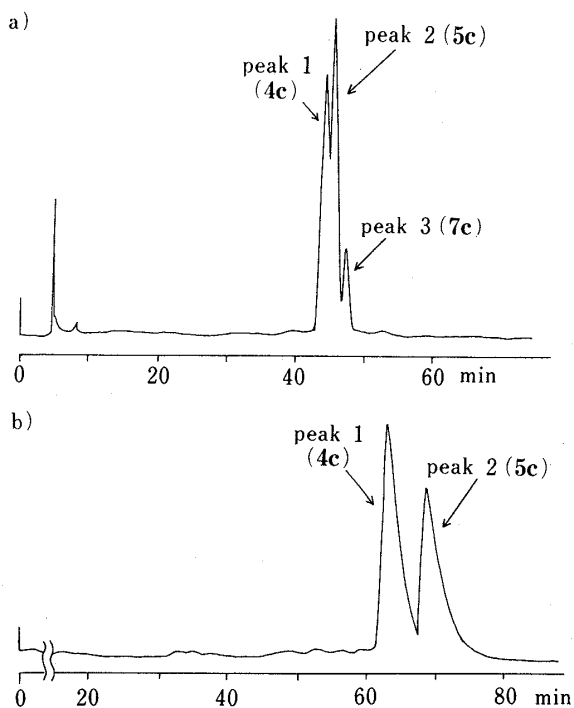 a)
peak 1
(4c)
peak 2 (5c)
peak 3 (7c)
0 20 40 60 min
b)
peak 1
(4c)
peak 2 (5c)
0 20 40 60 80 min